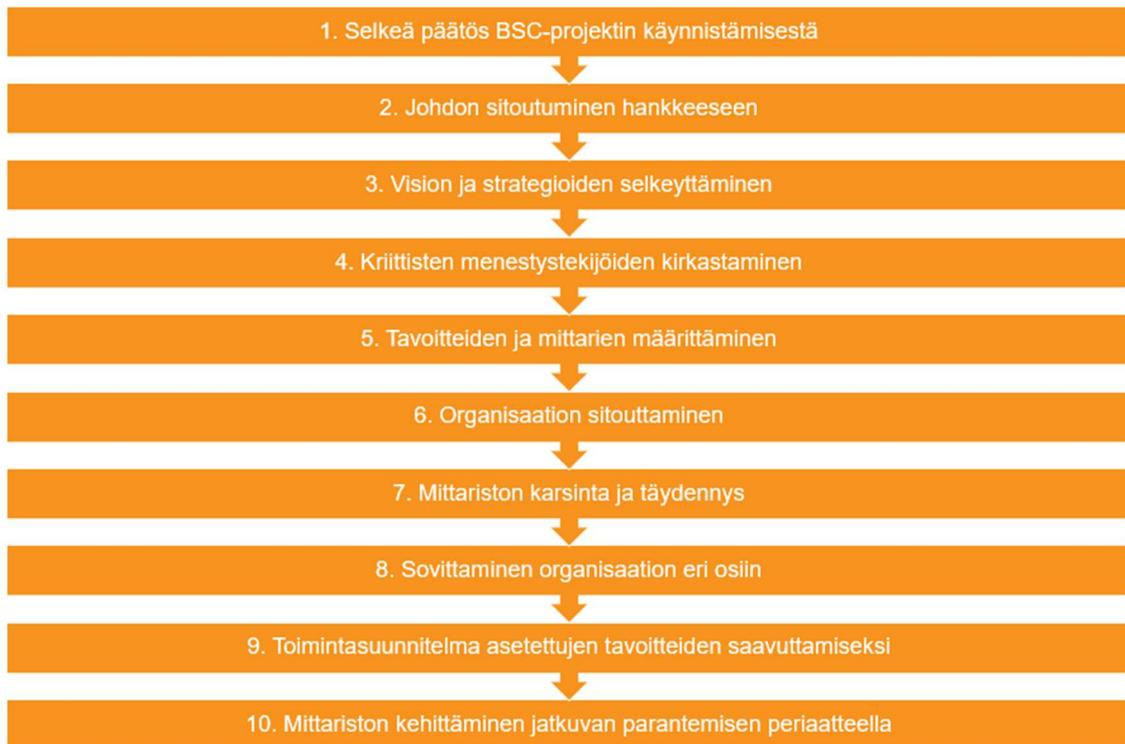 1. Selkeä päätös BSC-projektin käynnistämisestä
2. Johdon sitoutuminen hankkeeseen
3. Vision ja strategioiden selkeyttäminen
4. Kriittisten menestystekijöiden kirkastaminen
5. Tavoitteiden ja mittarien määrittäminen
6. Organisaation sitouttaminen
7. Mittariston karsinta ja täydennys
8. Sovittaminen organisaation eri osiin
9. Toimintasuunnitelma asetettujen tavoitteiden saavuttamiseksi
10. Mittariston kehittäminen jatkuvan parantemisen periaatteella